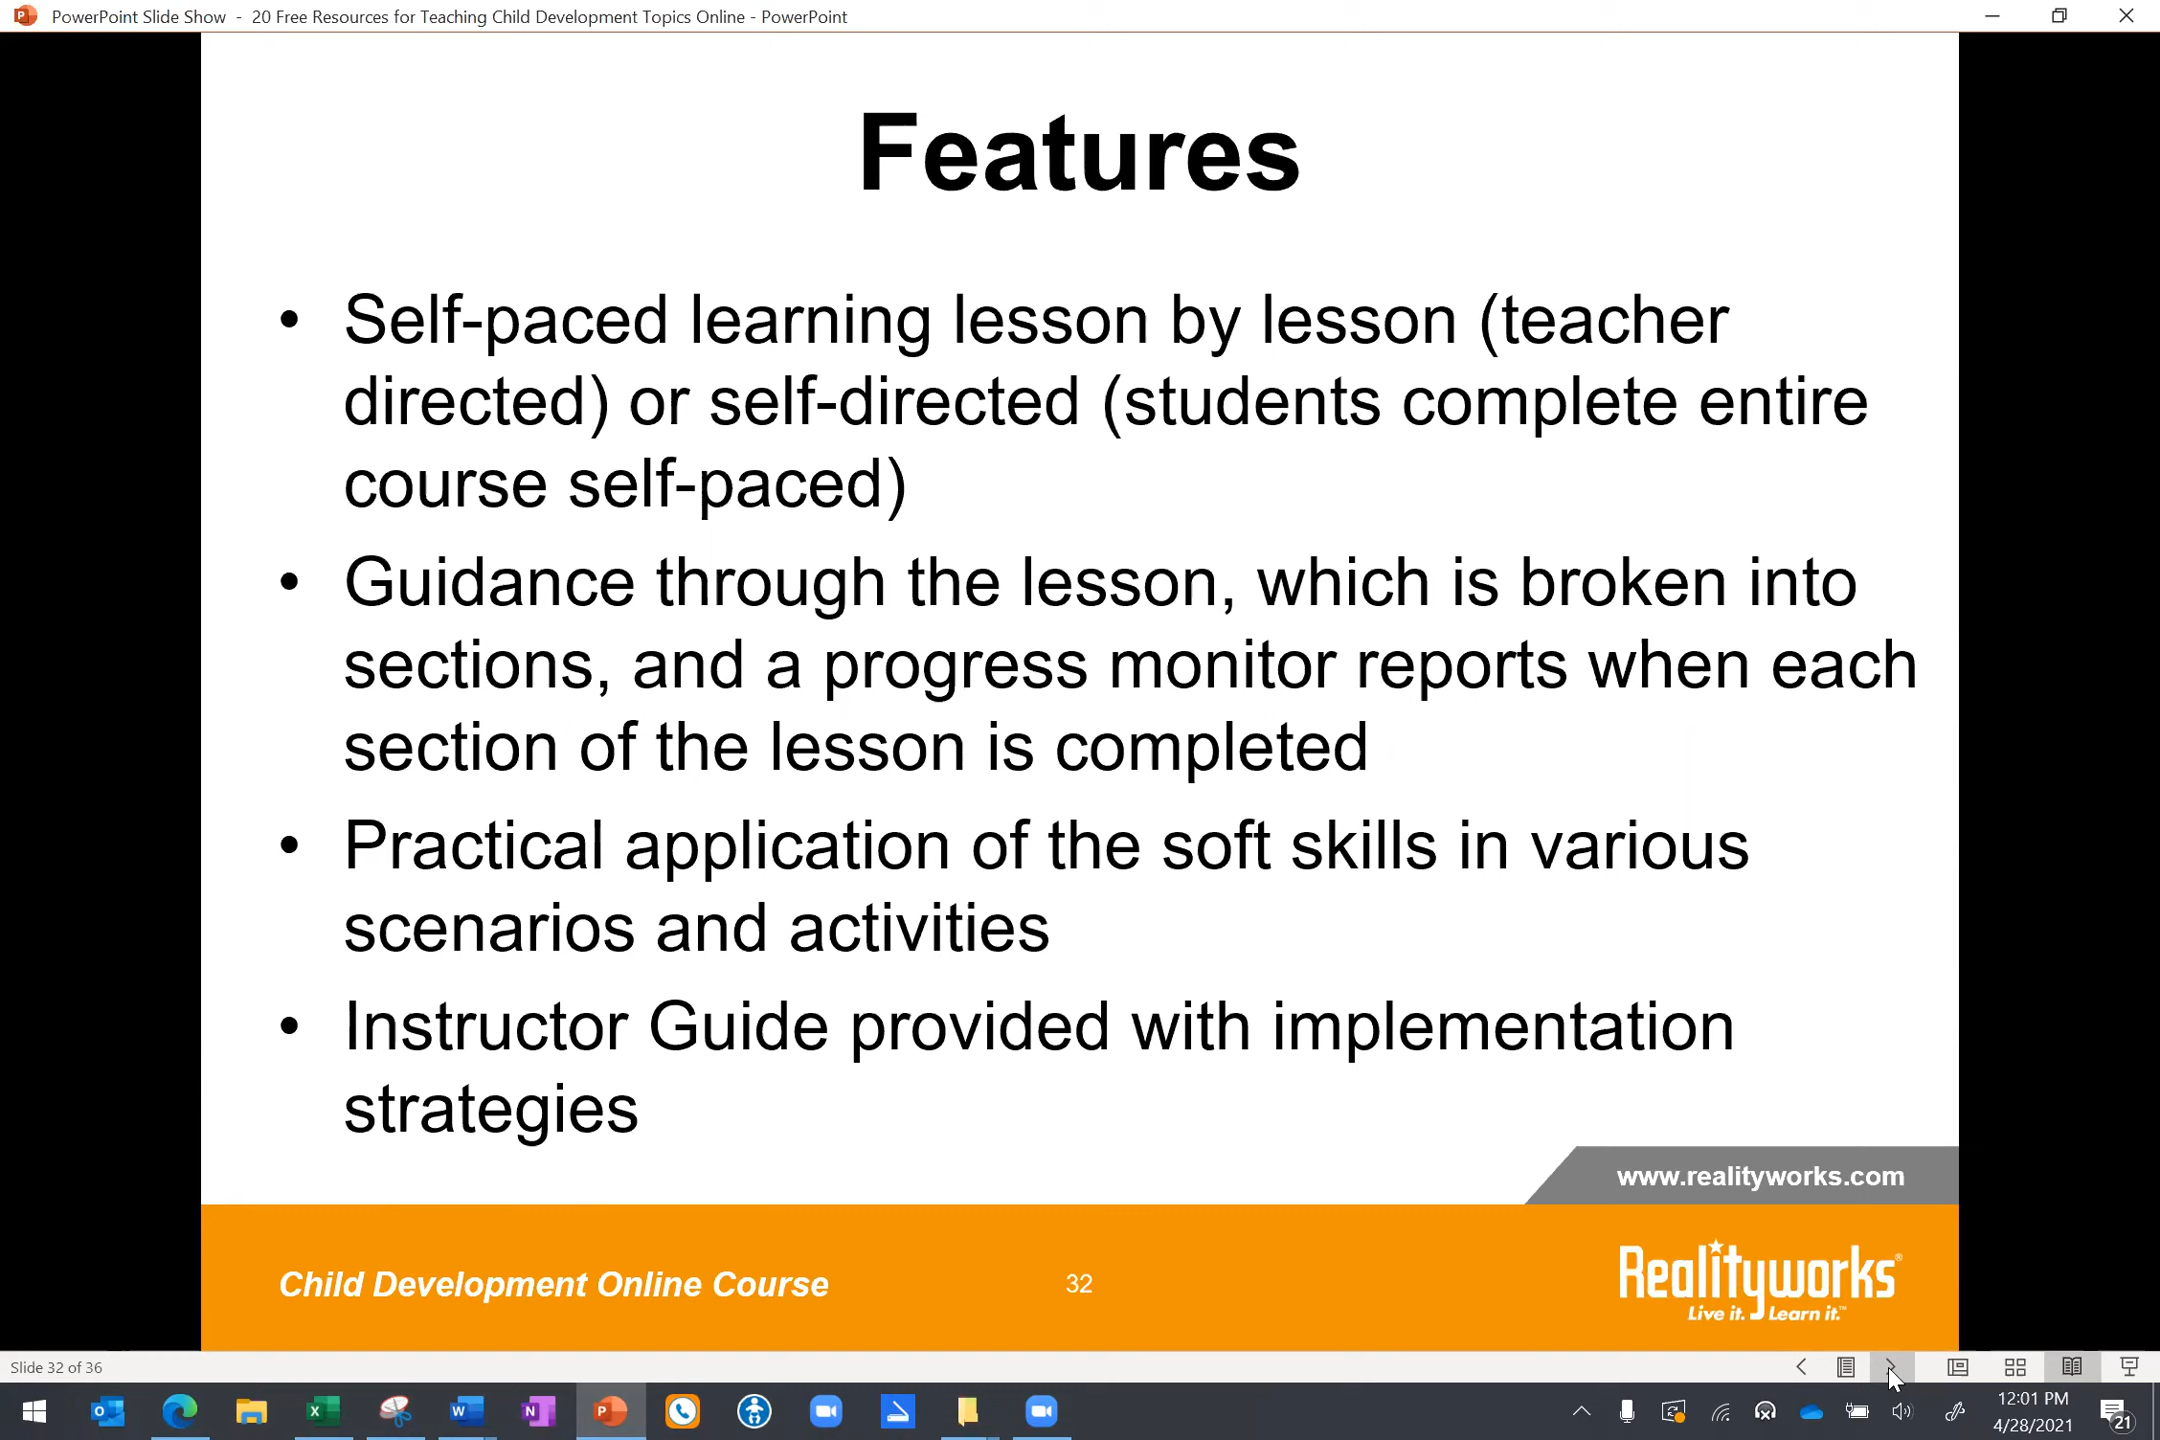 PowerPoint Slide Show - 20 Free Resources for Teaching Child Development Topics Online - PowerPoint
Features
• Self-paced learning lesson by lesson (teacher
directed) or self-directed (students complete entire
course self-paced)
• Guidance through the lesson, which is broken into
sections, and a progress monitor reports when each
section of the lesson is completed
• Practical application of the soft skills in various
scenarios and activities
• Instructor Guide provided with implementation
strategies
www.realityworks.com
Child Development Online Course
32
Realityworks®
Live it. Learn it.™
Slide 32 of 36
12:01 PM
4/28/2021
21